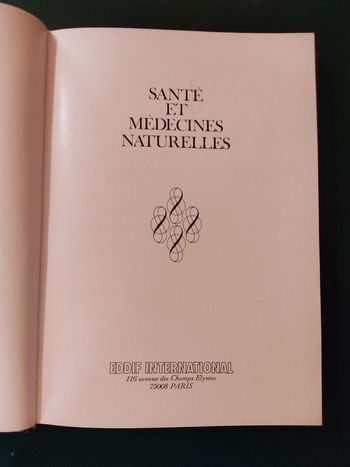 SANTÉ
ET
MÉDECINES
NATURELLES
EDDIF INTERNATIONAL
116 avenue des Champs Elysées
75008 PARIS